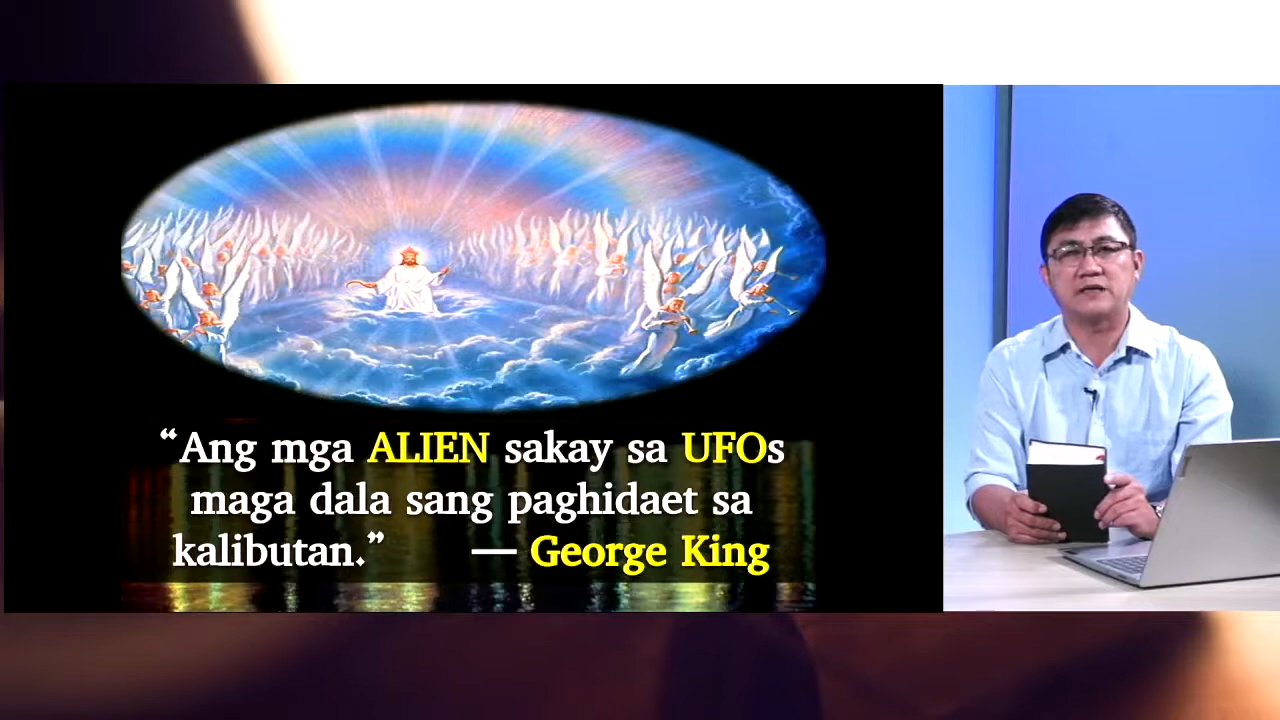 “Ang mga ALIEN sakay sa UFOs
maga dala sang paghidaet sa
kalibutan.” — George King